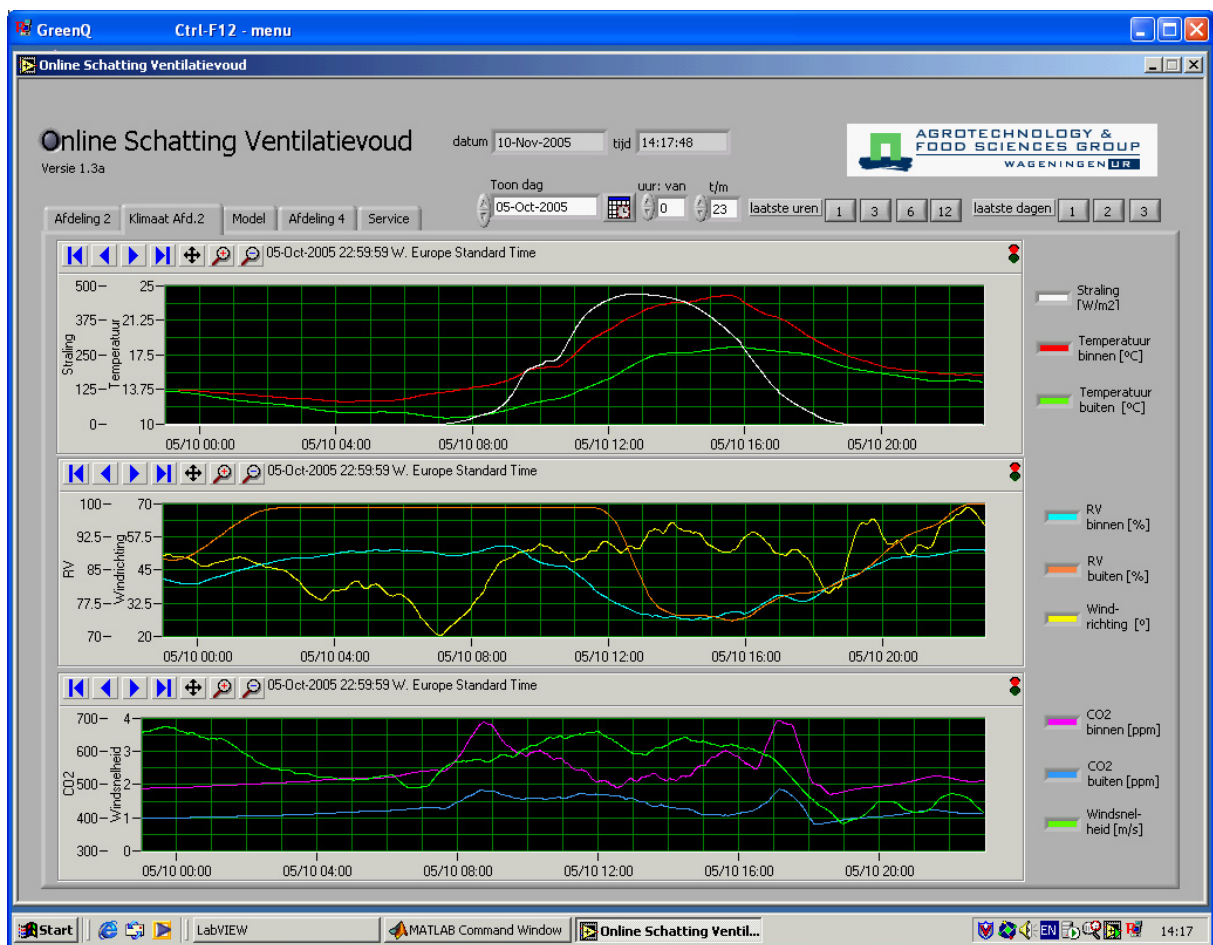 GreenQ Ctrl-F12 - menu
Online Schatting Ventilatievoud
Online Schatting Ventilatievoud
Versie 1.3a
datum 10-Nov-2005 tijd 14:17:48
AGROTECHNOLOGY &
FOOD SCIENCES GROUP
WAGENINGEN UR
Toon dag uur: van t/m
05-Oct-2005 0 23 laatste uren 1 3 6 12 laatste dagen 1 2 3
Afdeling 2 Klimaat Afd.2 Model Afdeling 4 Service
05-Oct-2005 22:59:59 W. Europe Standard Time
500 25
375 21.25
250 17.5
125 13.75
0 10
Straling
Temperatuur
05/10 00:00 05/10 04:00 05/10 08:00 05/10 12:00 05/10 16:00 05/10 20:00
Straling
[W/m2]
Temperatuur
binnen [ºC]
Temperatuur
buiten [ºC]
05-Oct-2005 22:59:59 W. Europe Standard Time
100 70
92.5 57.5
85 45
77.5 32.5
70 20
RV
Windrichting
05/10 00:00 05/10 04:00 05/10 08:00 05/10 12:00 05/10 16:00 05/10 20:00
RV
binnen [%]
RV
buiten [%]
Wind-
richting [º]
05-Oct-2005 22:59:59 W. Europe Standard Time
700 4
600 3
500 2
400 1
300 0
CO2
Windsnelheid
05/10 00:00 05/10 04:00 05/10 08:00 05/10 12:00 05/10 16:00 05/10 20:00
CO2
binnen [ppm]
CO2
buiten [ppm]
Windsnel-
heid [m/s]
Start LabVIEW MATLAB Command Window Online Schatting Ventil... EN 14:17